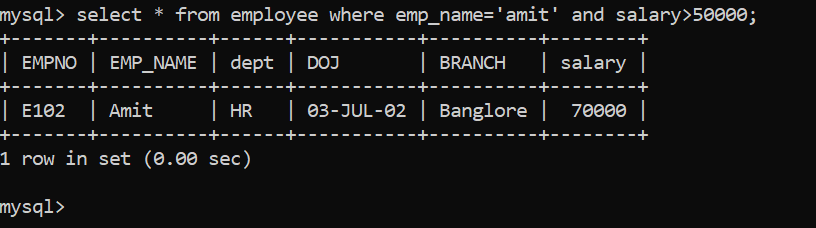 mysql> select * from employee where emp_name='amit' and salary>50000;
+-------+----------+------+-----------+----------+--------+
| EMPNO | EMP_NAME | dept | DOJ       | BRANCH   | salary |
+-------+----------+------+-----------+----------+--------+
| E102  | Amit     | HR   | 03-JUL-02 | Banglore |  70000 |
+-------+----------+------+-----------+----------+--------+
1 row in set (0.00 sec)
mysql>